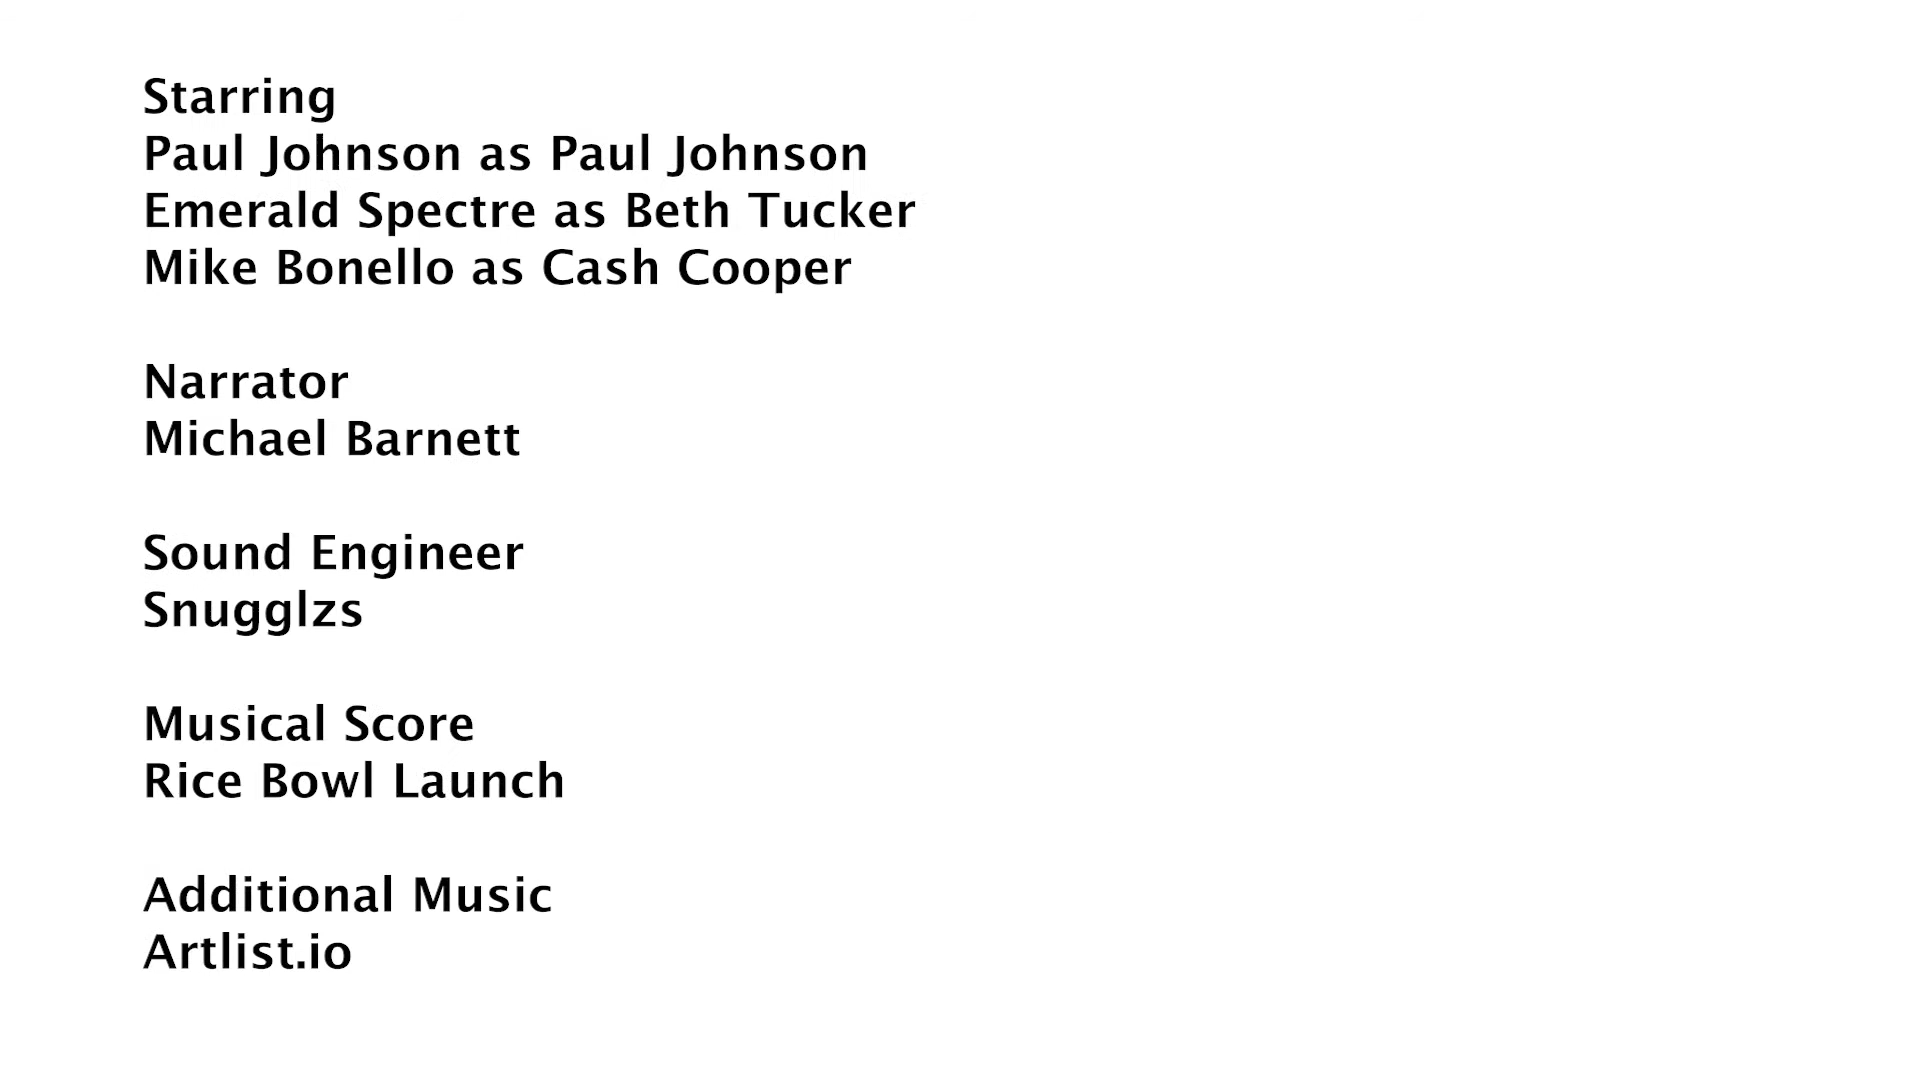 Starring
Paul Johnson as Paul Johnson
Emerald Spectre as Beth Tucker
Mike Bonello as Cash Cooper
Narrator
Michael Barnett
Sound Engineer
Snugglzs
Musical Score
Rice Bowl Launch
Additional Music
Artlist.io